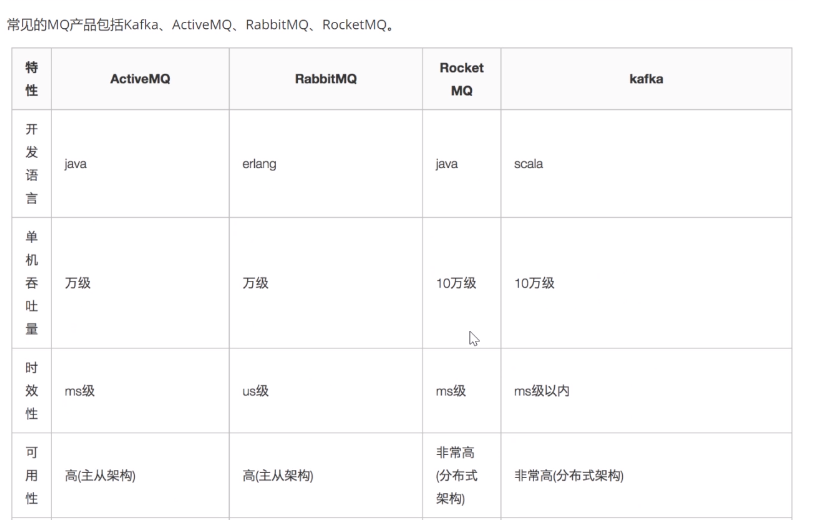 常见的MQ产品包括Kafka、ActiveMQ、RabbitMQ、RocketMQ。
特性 ActiveMQ RabbitMQ Rocket MQ kafka
开发语言 java erlang java scala
单机吞吐量 万级 万级 10万级 10万级
时效性 ms级 us级 ms级 ms级以内
可用性 高(主从架构) 高(主从架构) 非常高(分布式架构) 非常高(分布式架构)